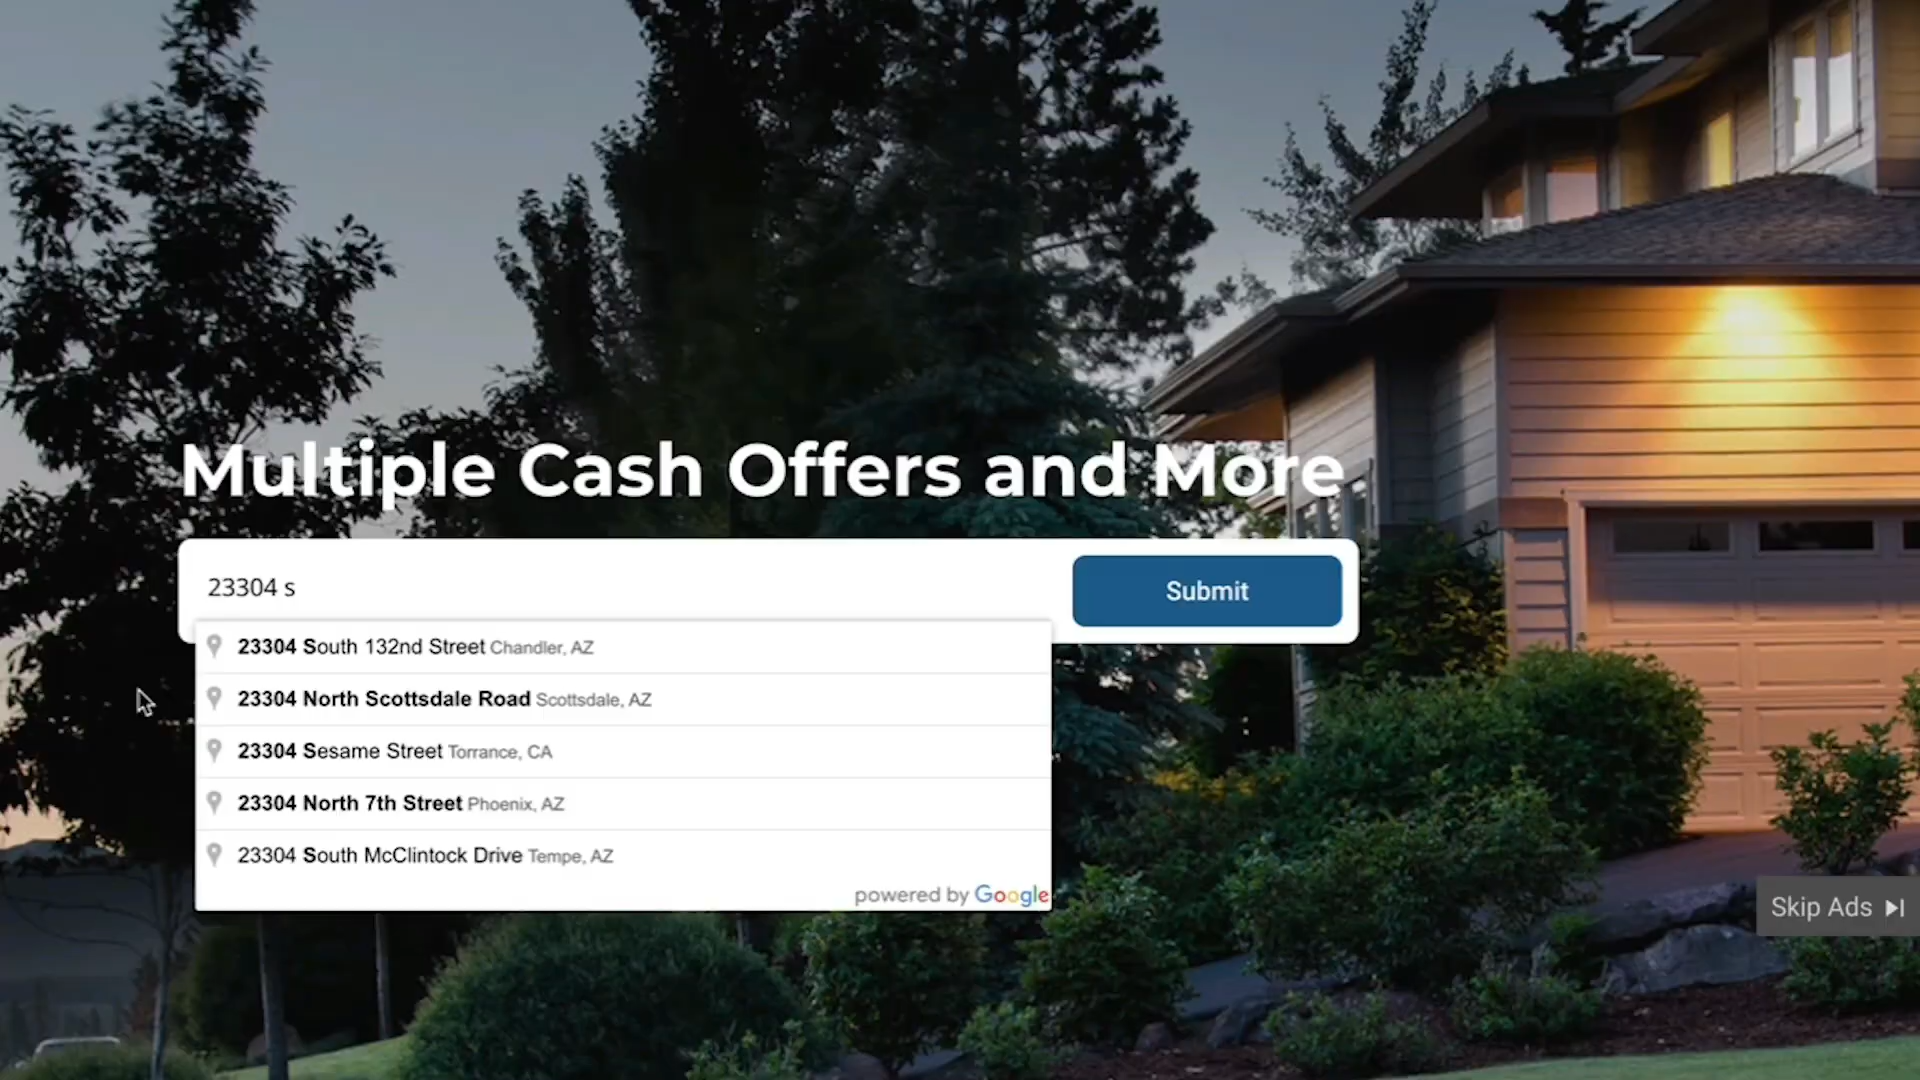 Multiple Cash Offers and More
23304 s
Submit
23304 South 132nd Street Chandler, AZ
23304 North Scottsdale Road Scottsdale, AZ
23304 Sesame Street Torrance, CA
23304 North 7th Street Phoenix, AZ
23304 South McClintock Drive Tempe, AZ
powered by Google
Skip Ads